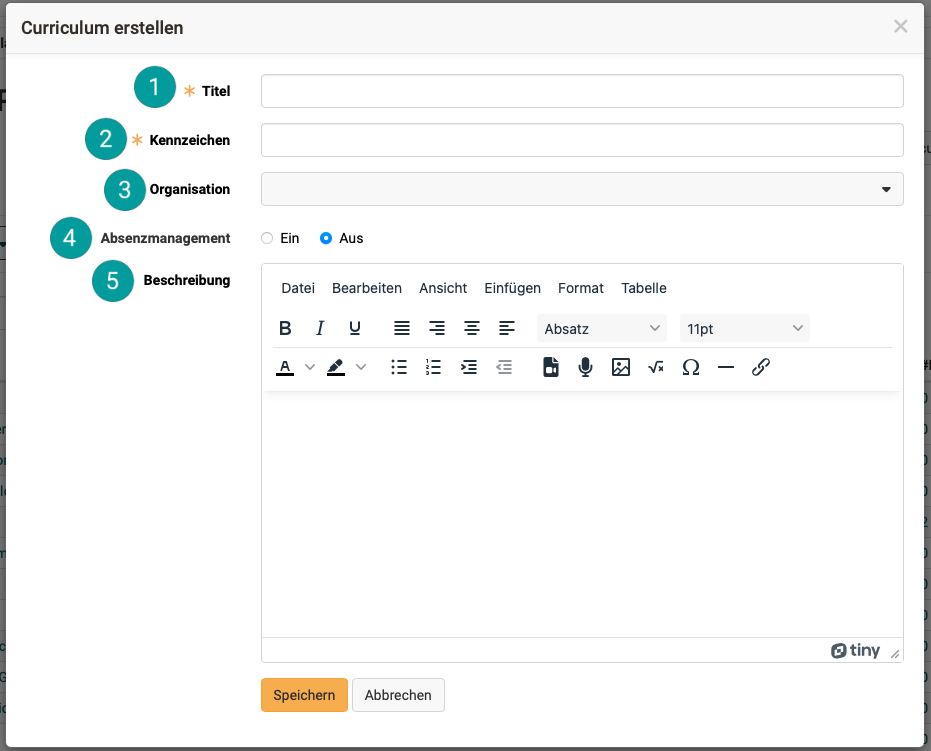 Curriculum erstellen ×
1 * Titel
2 * Kennzeichen
3 Organisation
4 Absenzmanagement Ein Aus
5 Beschreibung
Datei Bearbeiten Ansicht Einfügen Format Tabelle
B I U Absatz 11pt
A Ω
tiny
Speichern Abbrechen